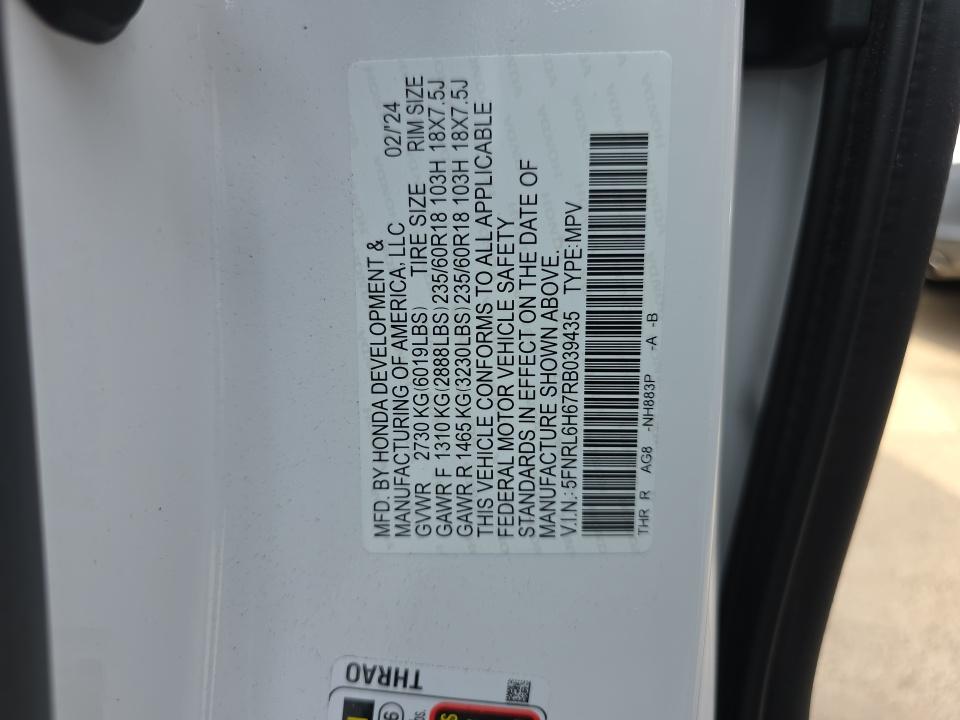 MFD. BY HONDA DEVELOPMENT &
MANUFACTURING OF AMERICA, LLC 02/'24
GVWR 2730 KG(6019LBS) TIRE SIZE RIM SIZE
GAWR F 1310 KG(2888LBS) 235/60R18 103H 18X7.5J
GAWR R 1465 KG(3230LBS) 235/60R18 103H 18X7.5J
THIS VEHICLE CONFORMS TO ALL APPLICABLE
FEDERAL MOTOR VEHICLE SAFETY
STANDARDS IN EFFECT ON THE DATE OF
MANUFACTURE SHOWN ABOVE.
V.I.N.: 5FNRL6H67RB039435 TYPE:MPV
THR R AG8 -NH883P -A -B
THRA0